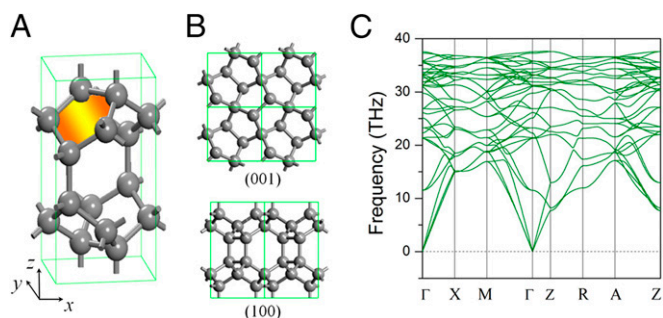 A
z
y
x
B
(001)
(100)
C
Frequency (THz)
40
30
20
10
0
Γ X M Γ Z R A Z